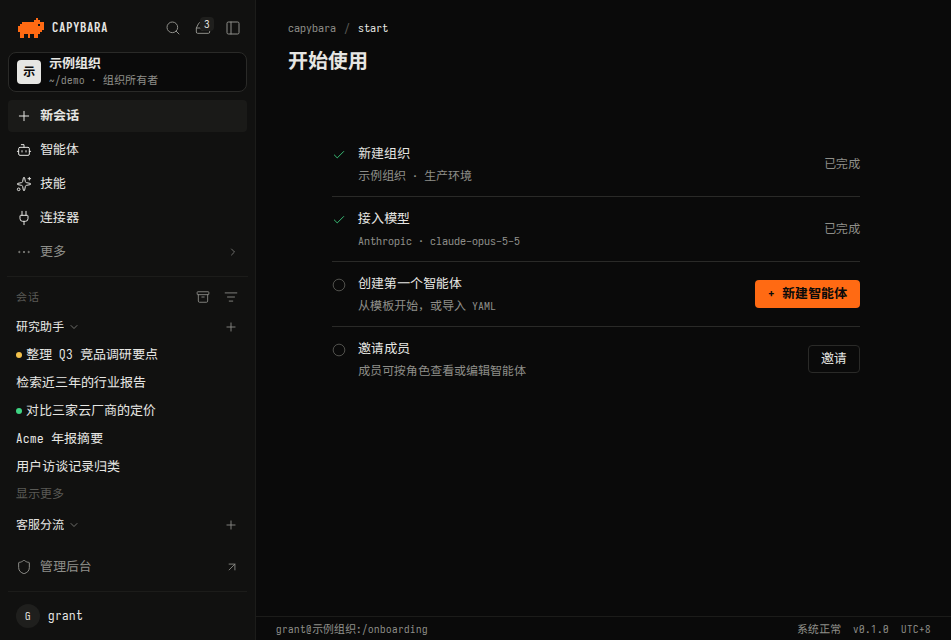 CAPYBARA
3
示
示例组织
~/demo · 组织所有者
新会话
智能体
技能
连接器
更多
会话
研究助手
整理 Q3 竞品调研要点
检索近三年的行业报告
对比三家云厂商的定价
Acme 年报摘要
用户访谈记录归类
显示更多
客服分流
管理后台
G grant
capybara / start
开始使用
新建组织
示例组织 · 生产环境
已完成
接入模型
Anthropic · claude-opus-5-5
已完成
创建第一个智能体
从模板开始，或导入 YAML
+ 新建智能体
邀请成员
成员可按角色查看或编辑智能体
邀请
grant@示例组织:/onboarding
系统正常 v0.1.0 UTC+8